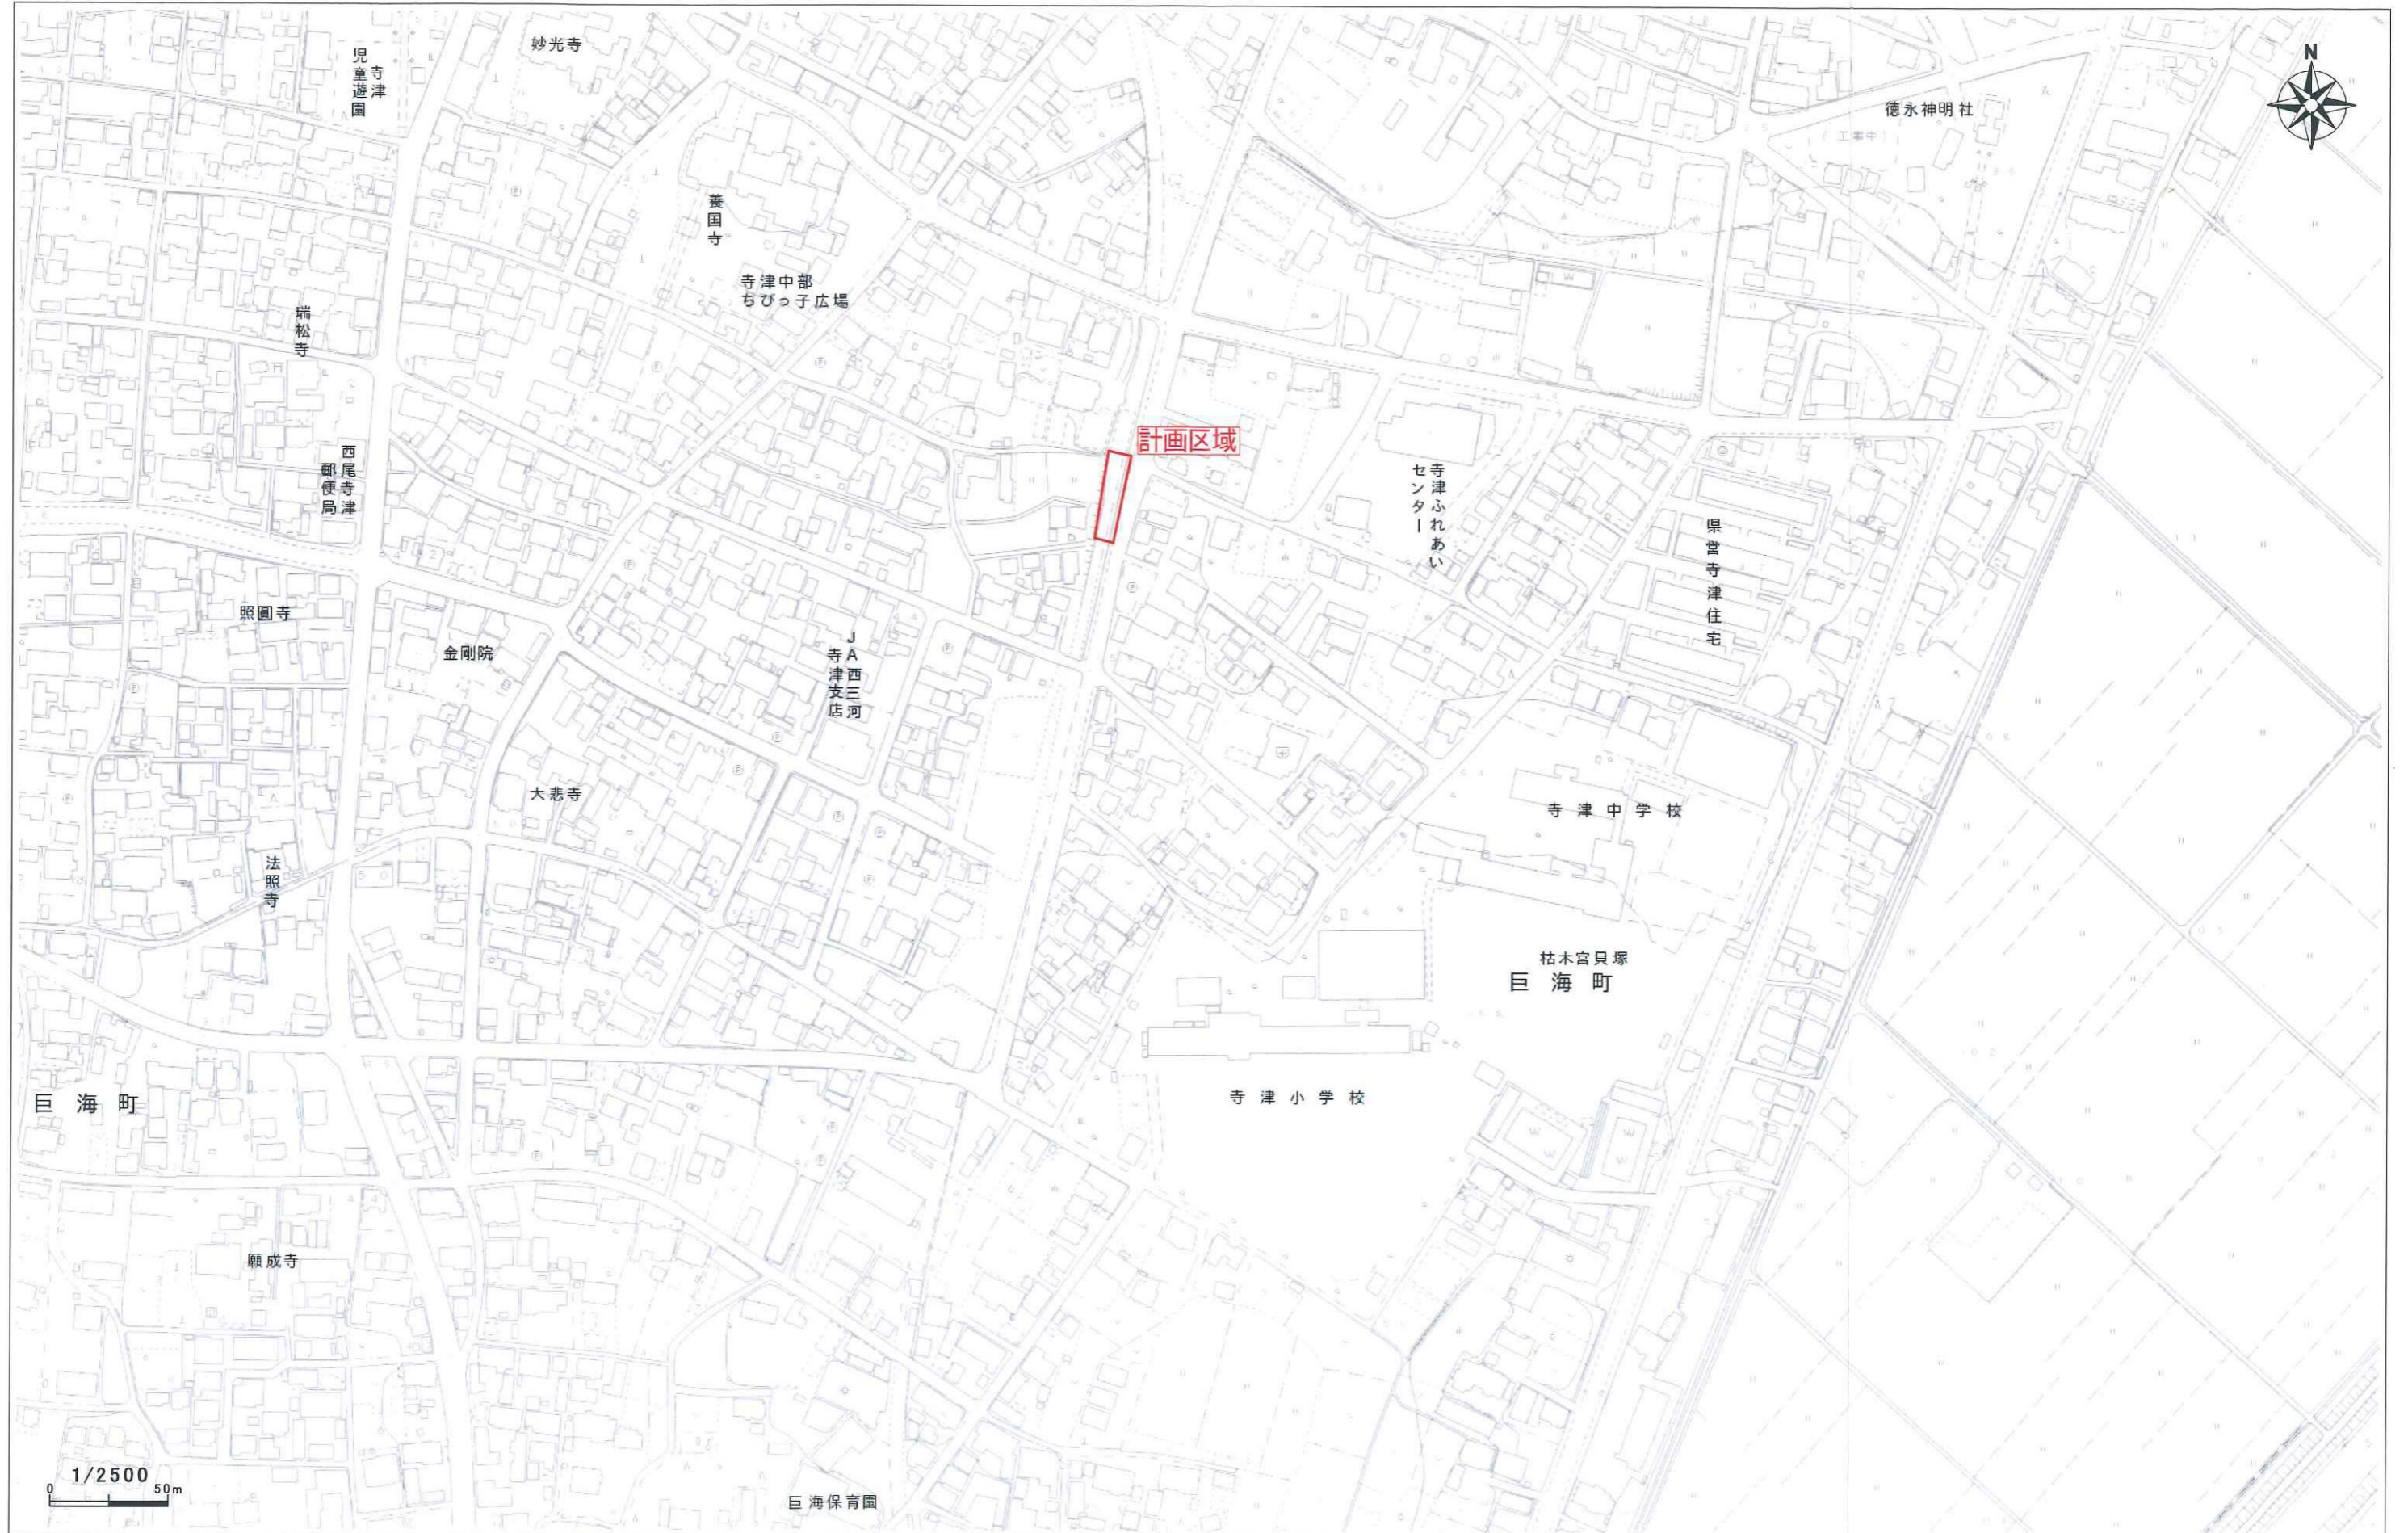 妙光寺
寺津
児童遊園
N
徳永神明社
（工事中）
養国寺
寺津中部
ちびっ子広場
瑞松寺
計画区域
西尾寺津
郵便局
寺津ふれあい
センター
県営寺津住宅
照圓寺
金剛院
JA西三河
寺津支店
大悲寺
寺津中学校
法照寺
枯木宮貝塚
巨海町
寺津小学校
巨海町
願成寺
1/2500
0 50m
巨海保育園